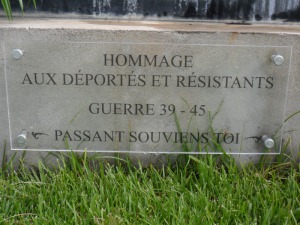 HOMMAGE
AUX DÉPORTÉS ET RÉSISTANTS
GUERRE 39 - 45
PASSANT SOUVIENS TOI